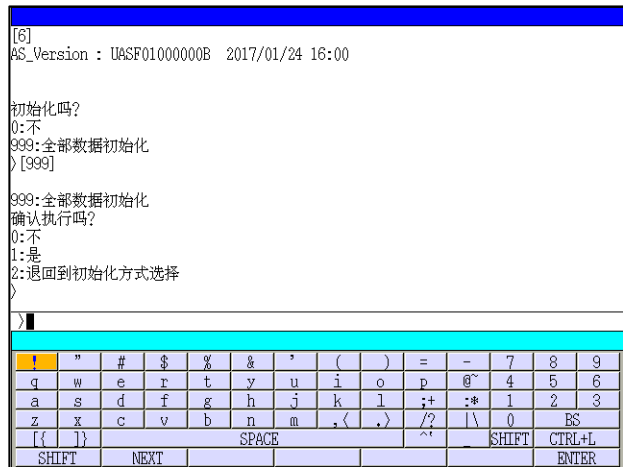 [6]
AS_Version : UASF01000000B 2017/01/24 16:00
初始化吗?
0:不
999:全部数据初始化
>[999]
999:全部数据初始化
确认执行吗?
0:不
1:是
2:退回到初始化方式选择
>
>
! " # $ % & ' ( ) = - 7 8 9
q w e r t y u i o p @~ 4 5 6
a s d f g h j k l ;+ :* 1 2 3
z x c v b n m ,< .> /? |\ 0 BS
[{ ]} SPACE ^` _ SHIFT CTRL+L
SHIFT NEXT ENTER